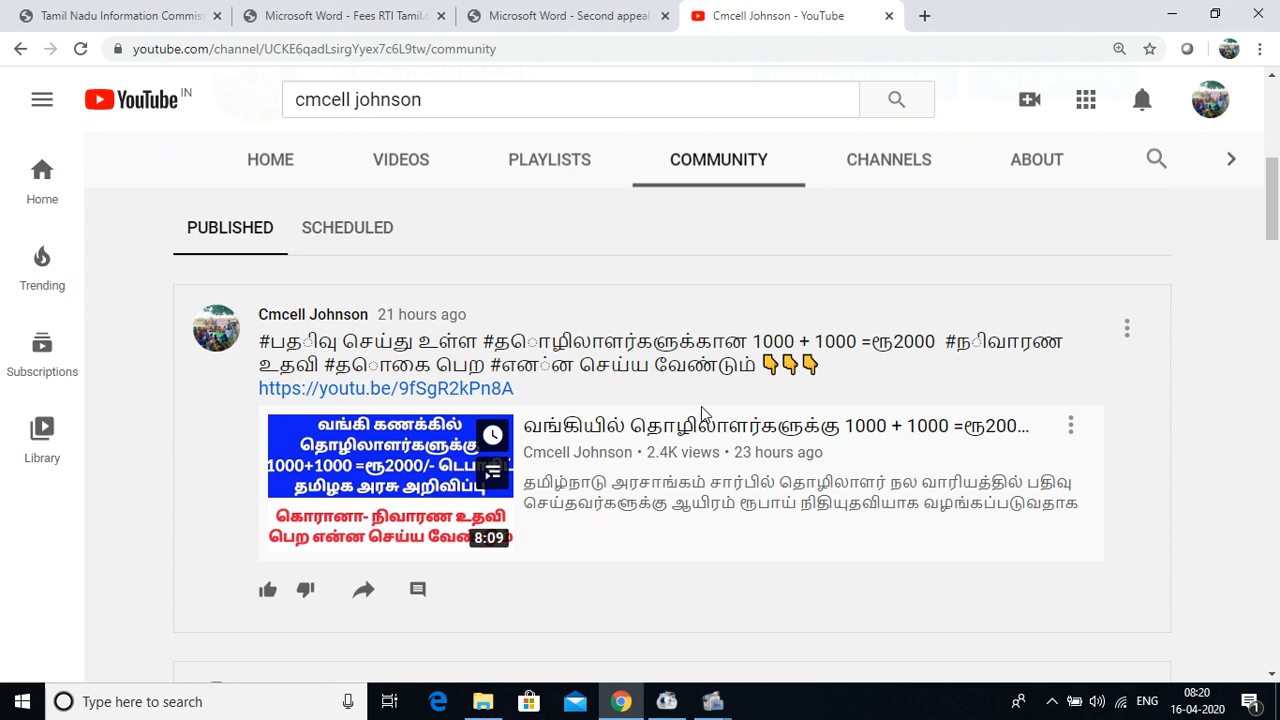 Tamil Nadu Information Commis
Microsoft Word - Fees RTI Tamil.d
Microsoft Word - Second appeal
Cmcell Johnson - YouTube
youtube.com/channel/UCKE6qadLsirgYyex7c6L9tw/community
YouTube IN
cmcell johnson
HOME VIDEOS PLAYLISTS COMMUNITY CHANNELS ABOUT
Home
Trending
Subscriptions
Library
PUBLISHED SCHEDULED
Cmcell Johnson 21 hours ago
#பதிவு செய்து உள்ள #தொழிலாளர்களுக்கான 1000 + 1000 =ரூ2000 #நிவாரண
உதவி #தொகை பெற #என்ன செய்ய வேண்டும் 👇👇👇
https://youtu.be/9fSgR2kPn8A
வங்கி கணக்கில்
தொழிலாளர்களுக்கு
1000+1000 =ரூ2000/-
தமிழக அரசு அறிவிப்பு
கொரானா- நிவாரண உதவி
பெற என்ன செய்ய
8:09
வங்கியில் தொழிலாளர்களுக்கு 1000 + 1000 =ரூ200...
Cmcell Johnson • 2.4K views • 23 hours ago
தமிழ்நாடு அரசாங்கம் சார்பில் தொழிலாளர் நல வாரியத்தில் பதிவு
செய்தவர்களுக்கு ஆயிரம் ரூபாய் நிதியுதவியாக வழங்கப்படுவதாக
Type here to search
ENG
08:20
16-04-2020
1